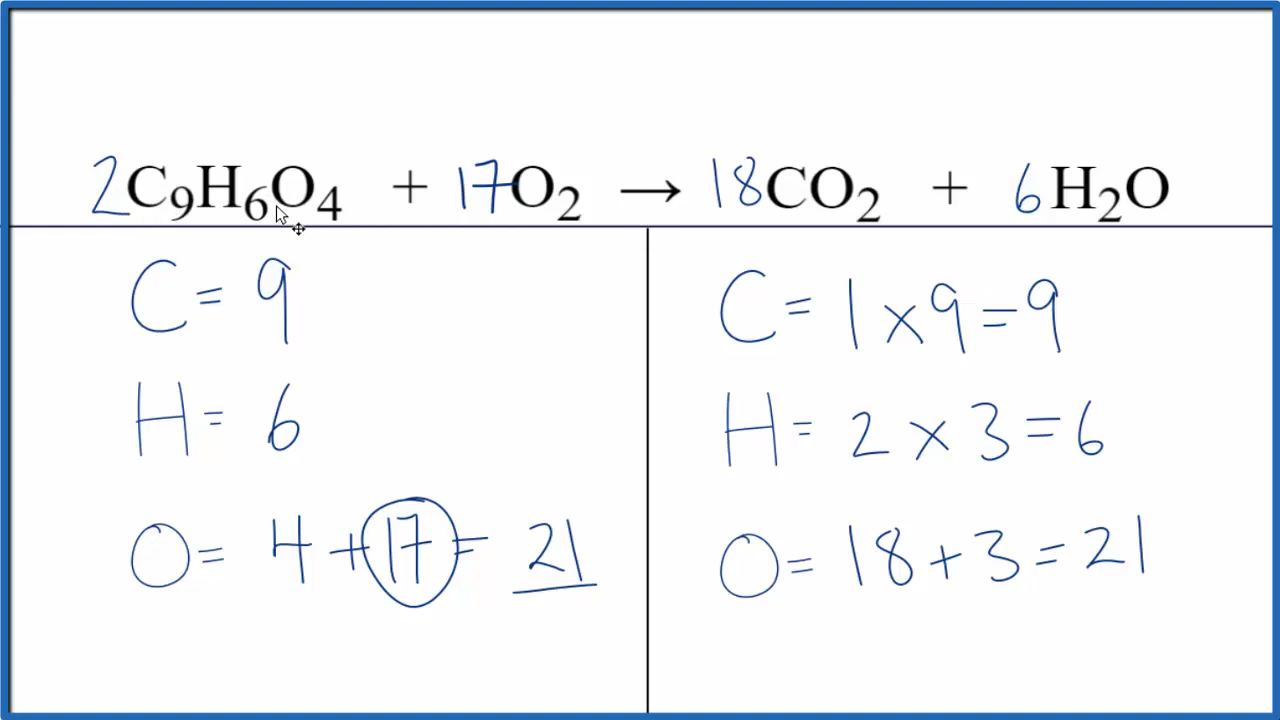 2C₉H₆O₄ + 17O₂ → 18CO₂ + 6H₂O
C = 9
H = 6
O = 4 + 17 = 21
C = 1 × 9 = 9
H = 2 × 3 = 6
O = 18 + 3 = 21